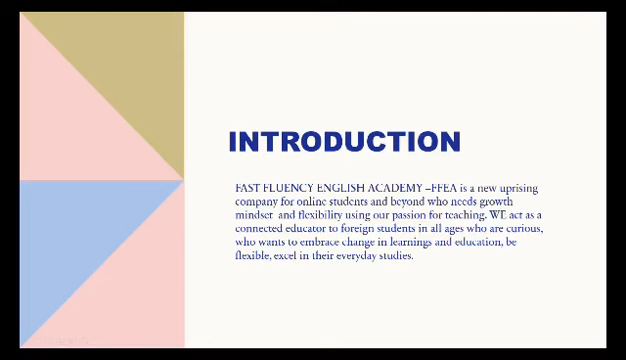 INTRODUCTION
FAST FLUENCY ENGLISH ACADEMY –FFEA is a new uprising
company for online students and beyond who needs growth
mindset and flexibility using our passion for teaching. WE act as a
connected educator to foreign students in all ages who are curious,
who wants to embrace change in learnings and education, be
flexible, excel in their everyday studies.